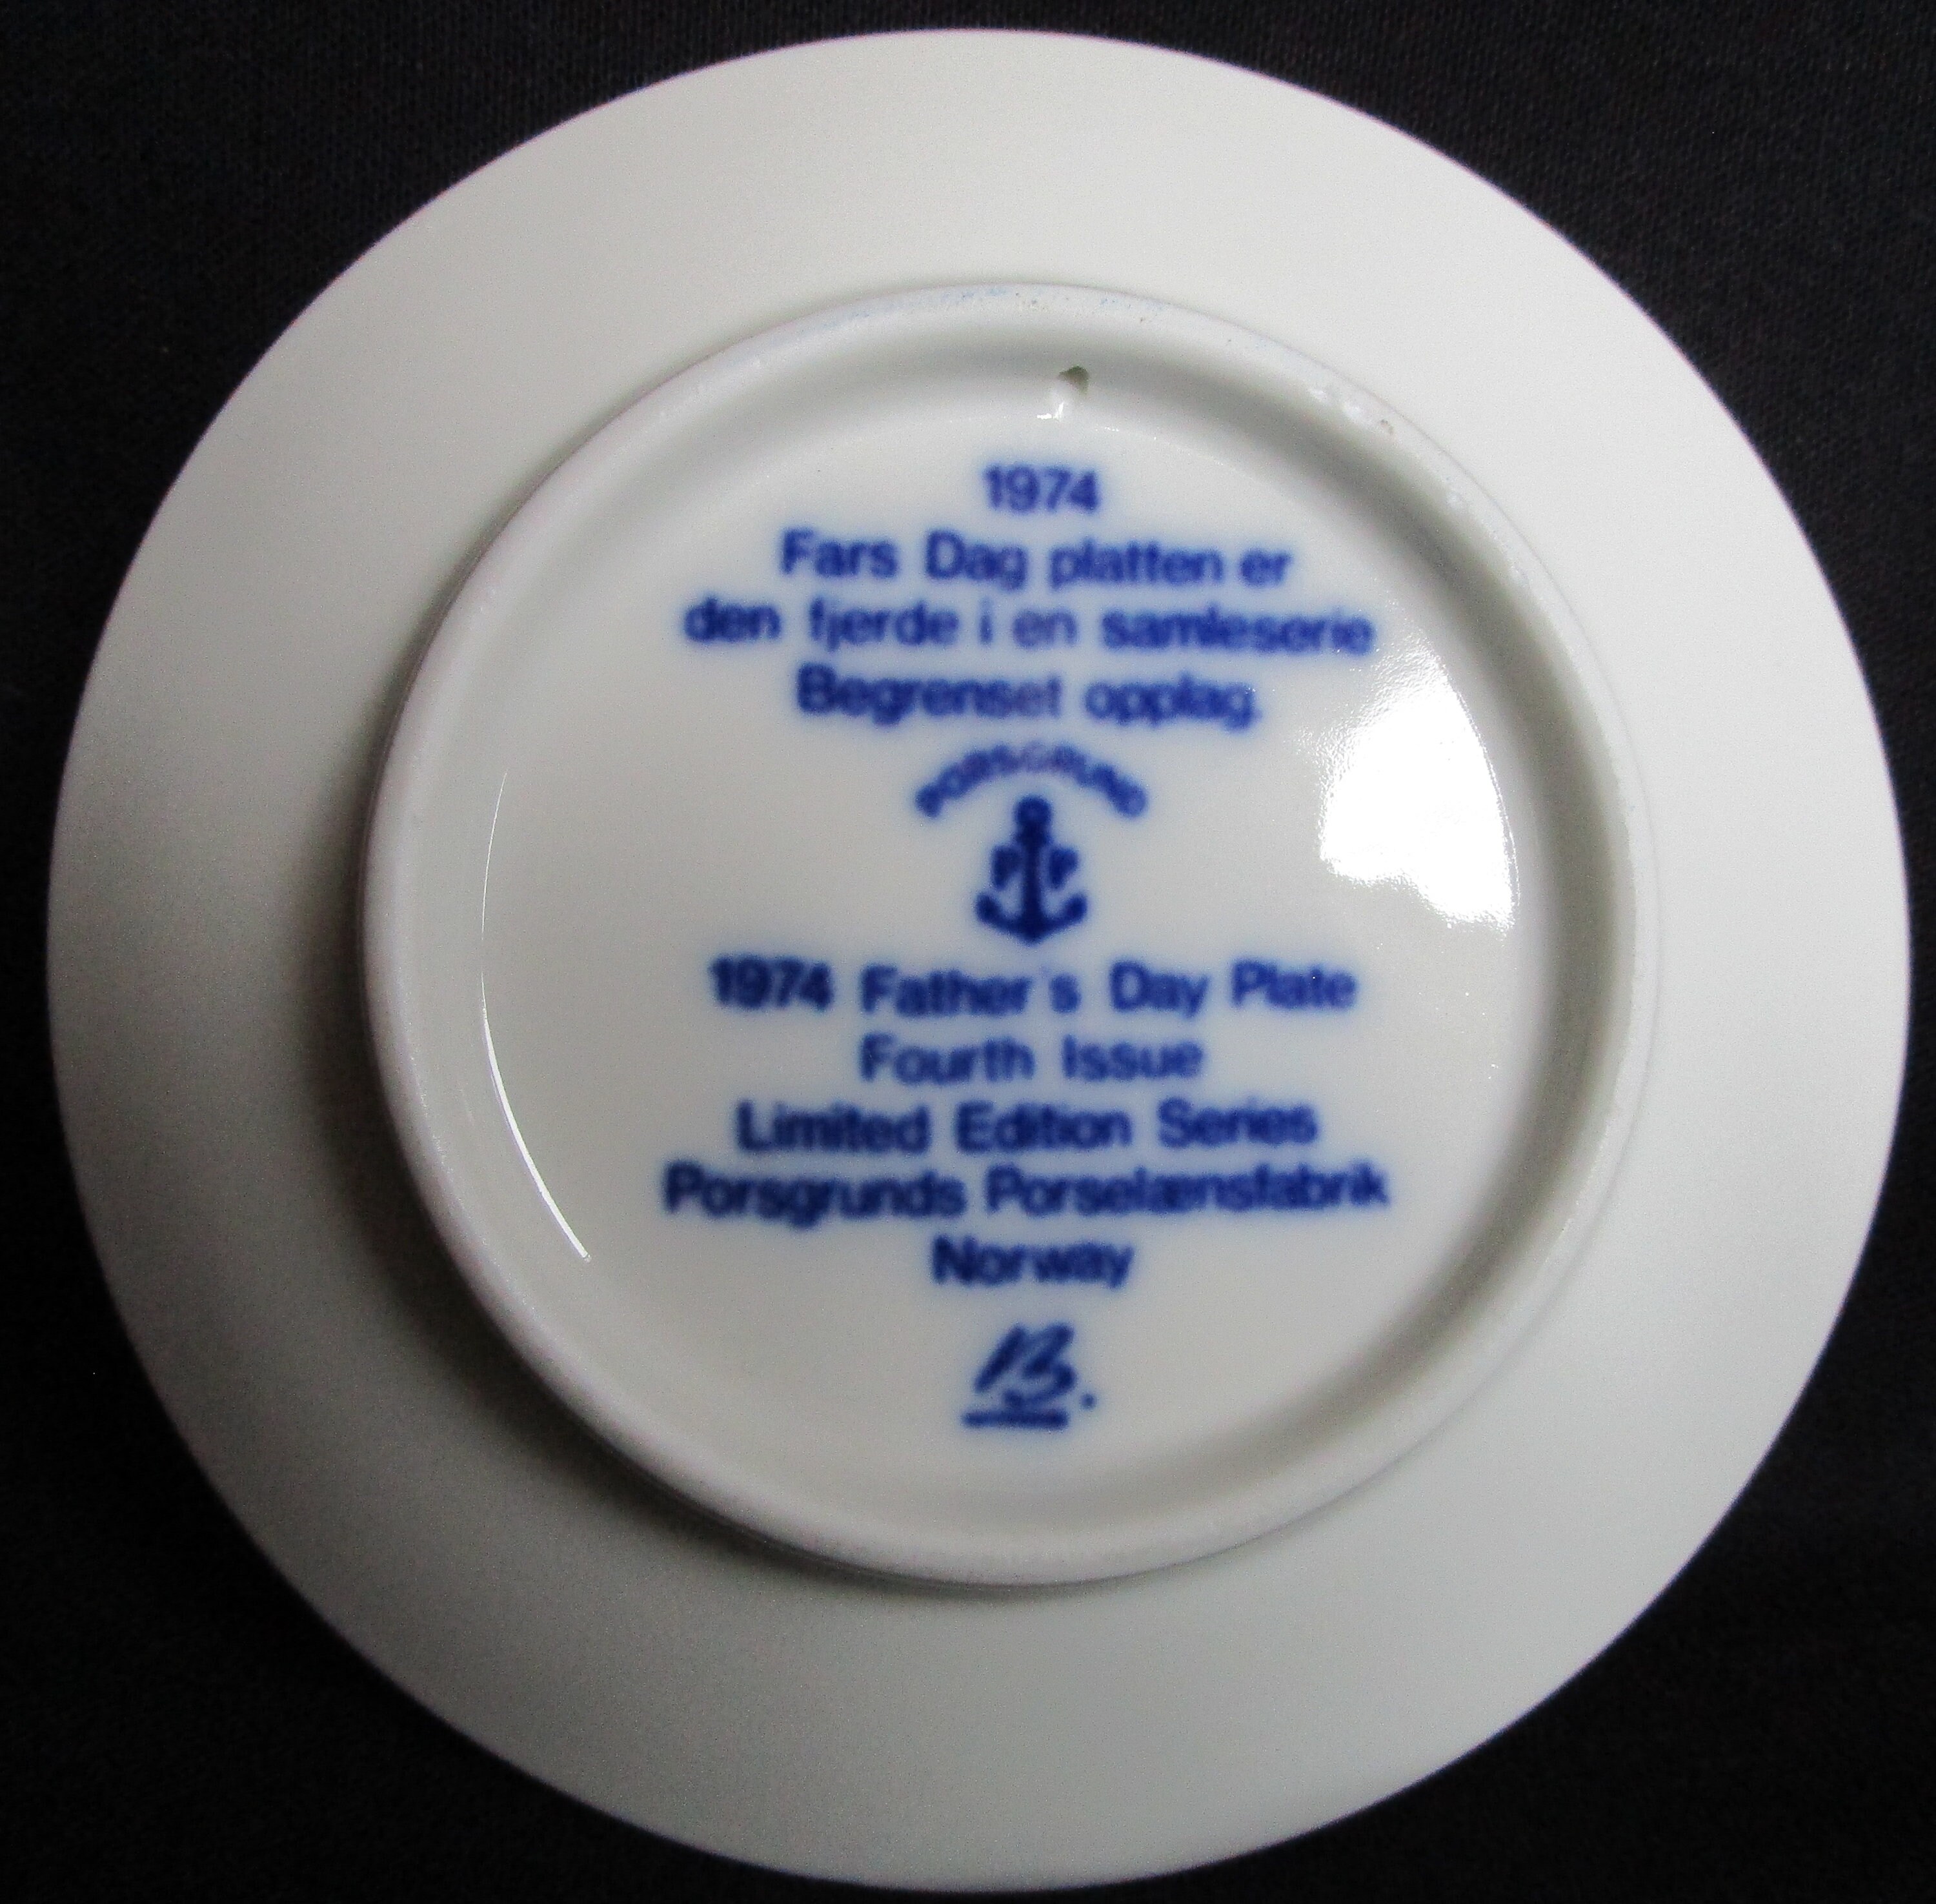 1974
Fars Dag platten er
den fjerde i en samleserie
Begrenset opplag.
PORSGRUND
P P
1974 Father's Day Plate
Fourth Issue
Limited Edition Series
Porsgrunds Porselænsfabrik
Norway